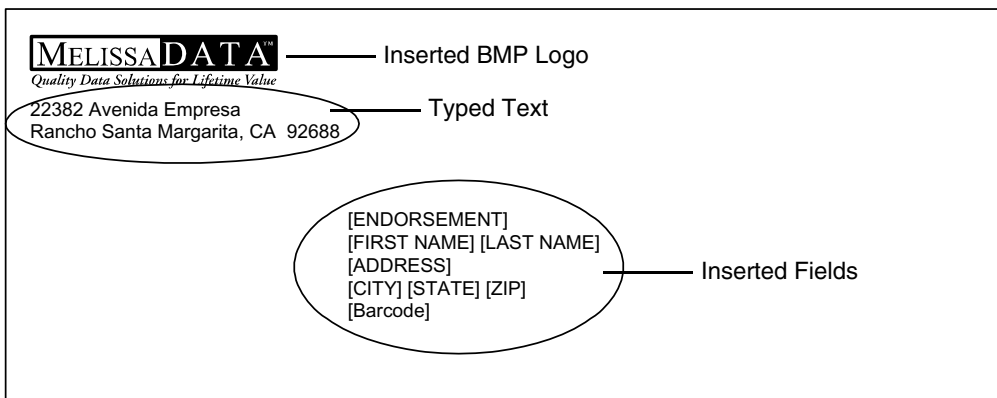 MELISSA DATA™ Inserted BMP Logo
Quality Data Solutions for Lifetime Value
22382 Avenida Empresa Typed Text
Rancho Santa Margarita, CA 92688
[ENDORSEMENT]
[FIRST NAME] [LAST NAME]
[ADDRESS] Inserted Fields
[CITY] [STATE] [ZIP]
[Barcode]